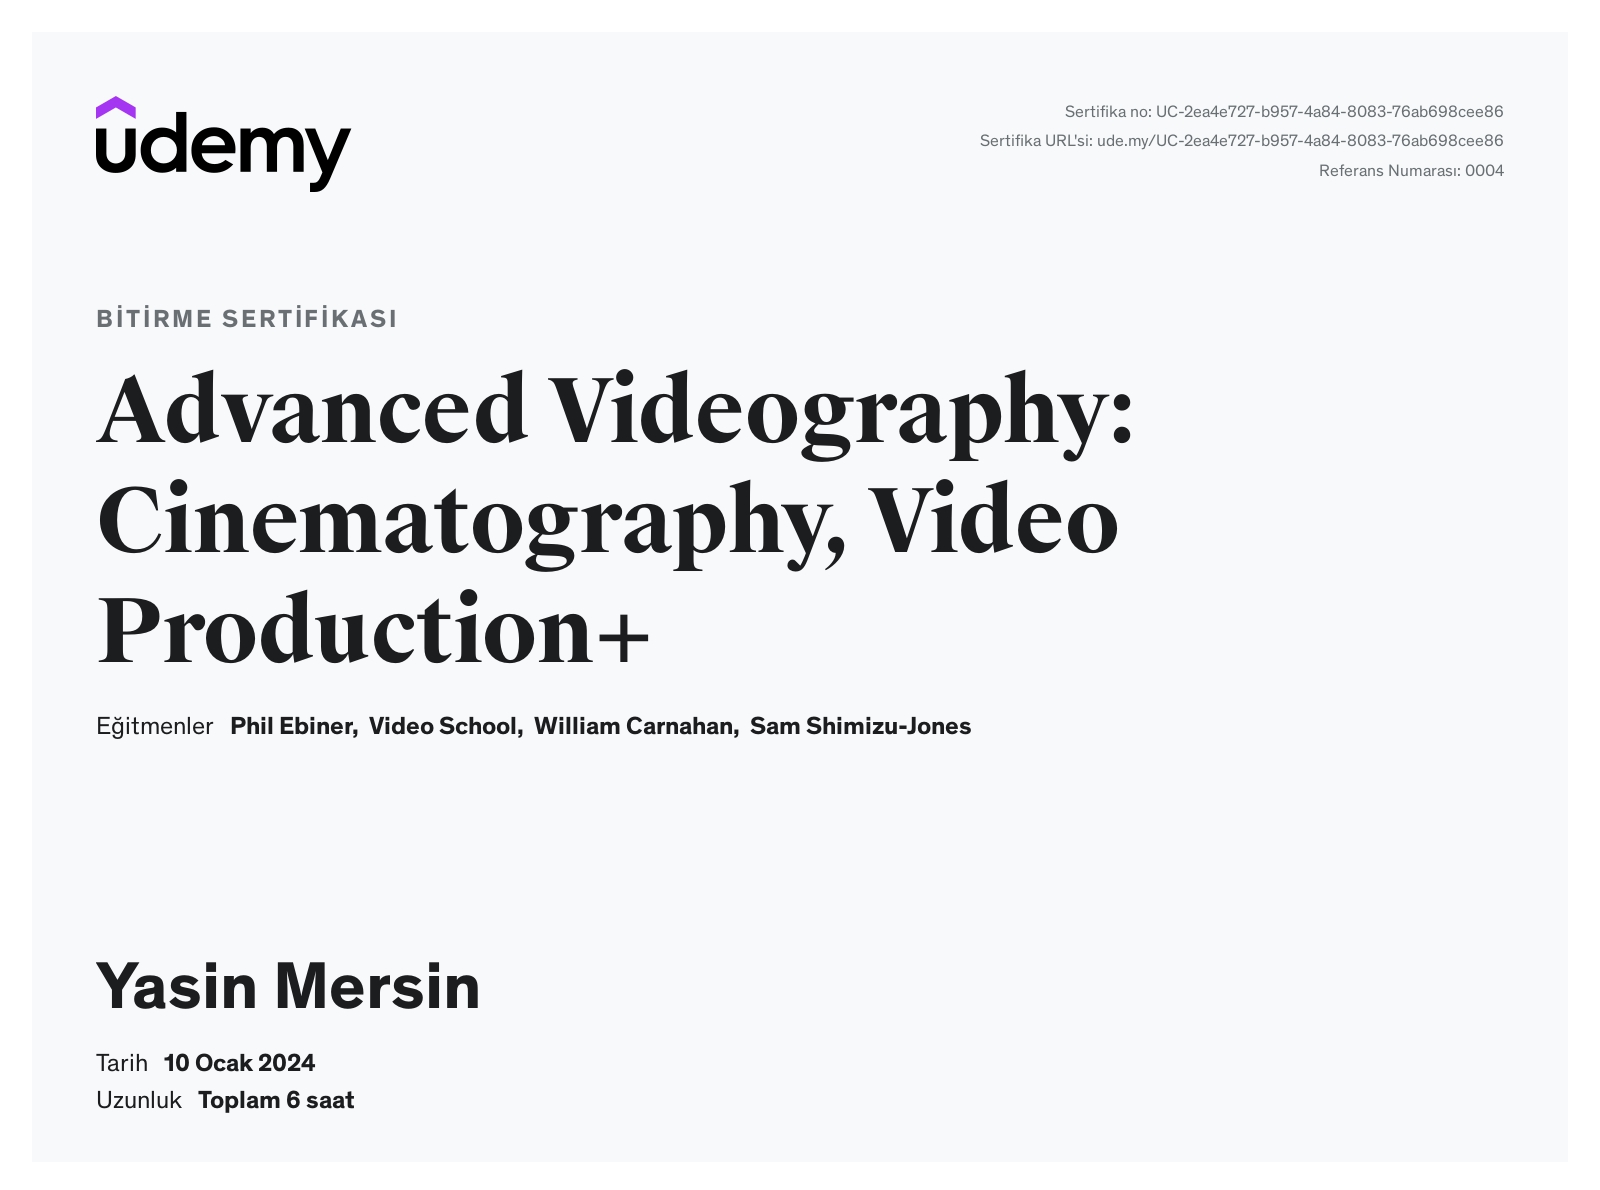 udemy
Sertifika no: UC-2ea4e727-b957-4a84-8083-76ab698cee86
Sertifika URL'si: ude.my/UC-2ea4e727-b957-4a84-8083-76ab698cee86
Referans Numarası: 0004
BİTİRME SERTİFİKASI
Advanced Videography:
Cinematography, Video
Production+
Eğitmenler Phil Ebiner, Video School, William Carnahan, Sam Shimizu-Jones
Yasin Mersin
Tarih 10 Ocak 2024
Uzunluk Toplam 6 saat